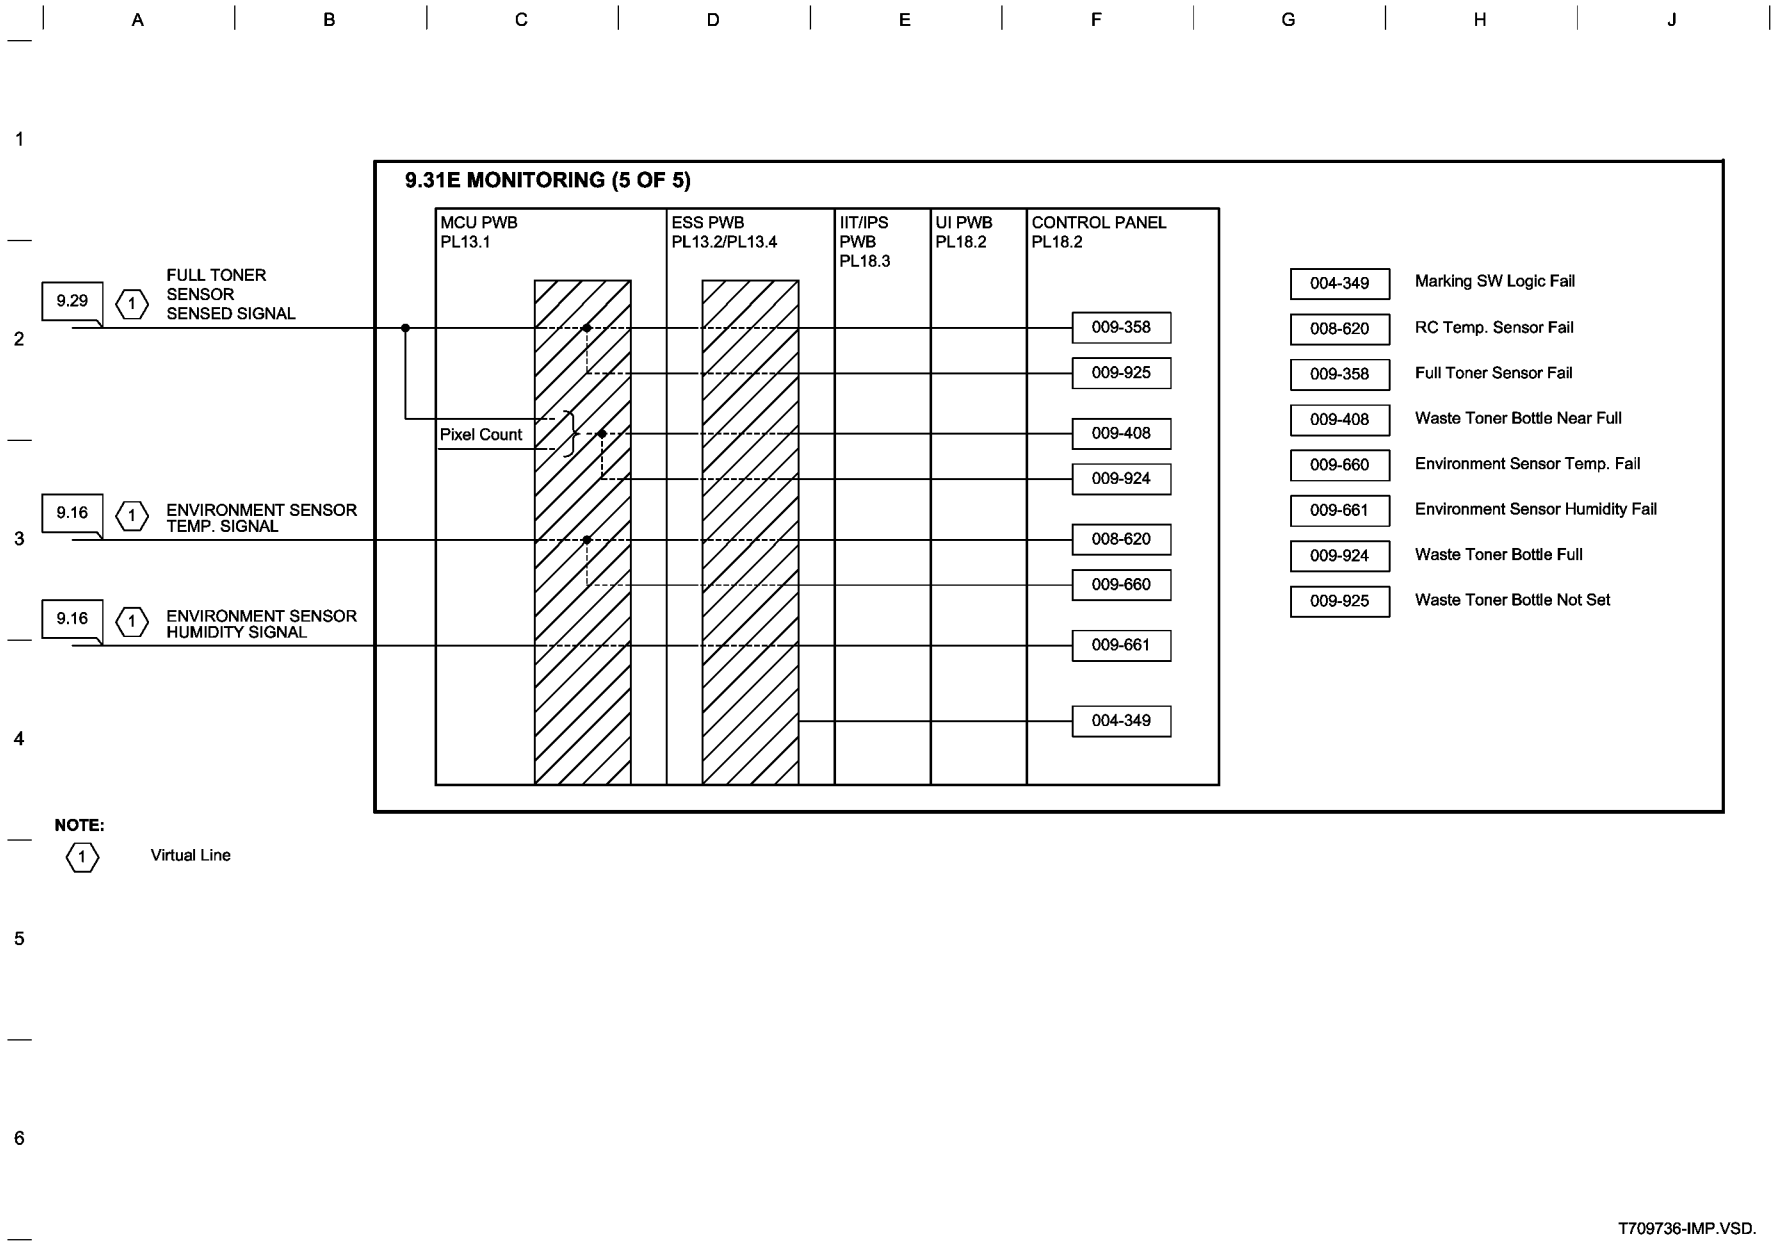 A B C D E F G H J
1
9.31E MONITORING (5 OF 5)
MCU PWB
PL13.1
ESS PWB
PL13.2/PL13.4
IIT/IPS
PWB
PL18.3
UI PWB
PL18.2
CONTROL PANEL
PL18.2
9.29
1
FULL TONER
SENSOR
SENSED SIGNAL
2
009-358
009-925
Pixel Count
009-408
009-924
9.16
1
ENVIRONMENT SENSOR
TEMP. SIGNAL
3
008-620
009-660
9.16
1
ENVIRONMENT SENSOR
HUMIDITY SIGNAL
009-661
004-349
4
004-349 Marking SW Logic Fail
008-620 RC Temp. Sensor Fail
009-358 Full Toner Sensor Fail
009-408 Waste Toner Bottle Near Full
009-660 Environment Sensor Temp. Fail
009-661 Environment Sensor Humidity Fail
009-924 Waste Toner Bottle Full
009-925 Waste Toner Bottle Not Set
NOTE:
1 Virtual Line
5
6
T709736-IMP.VSD.